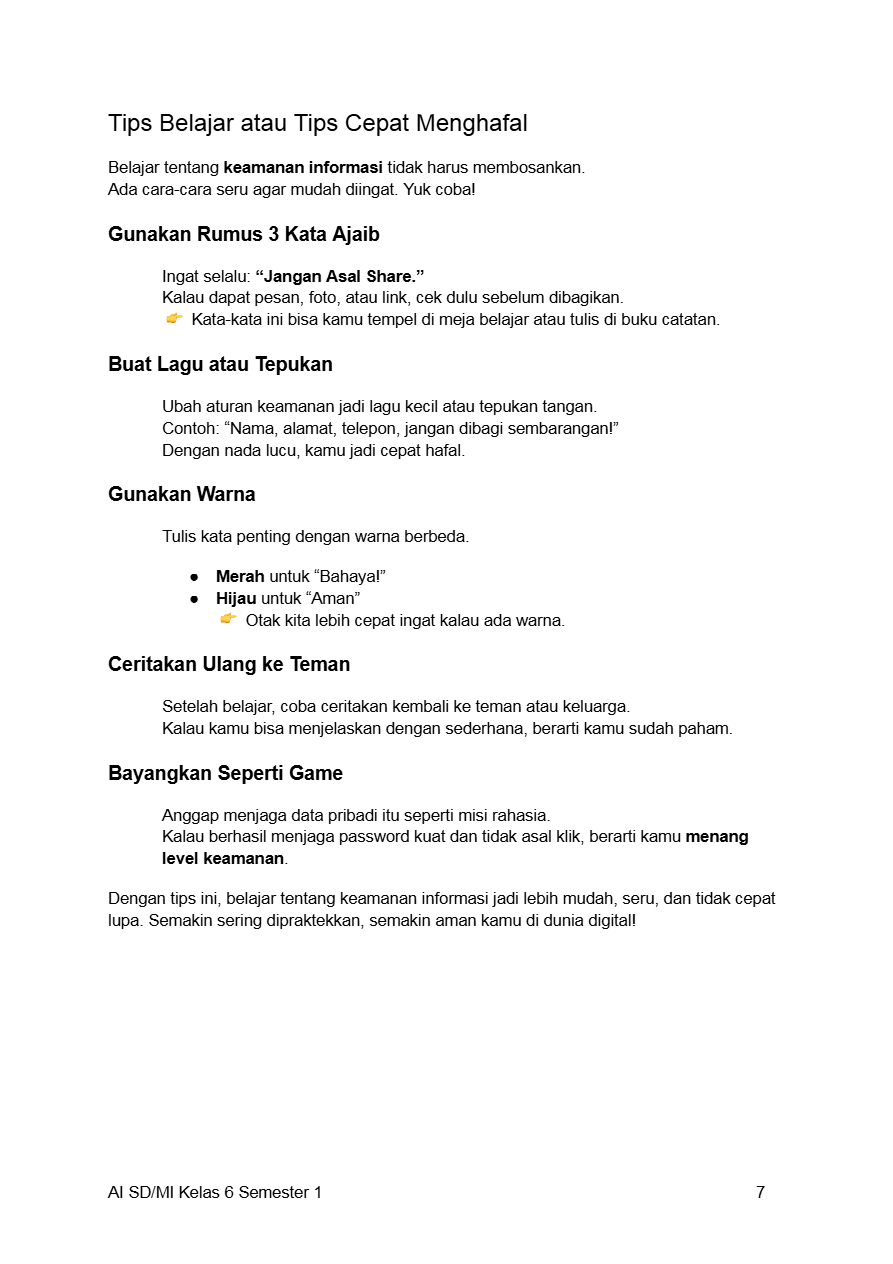 Tips Belajar atau Tips Cepat Menghafal
Belajar tentang keamanan informasi tidak harus membosankan.
Ada cara-cara seru agar mudah diingat. Yuk coba!
Gunakan Rumus 3 Kata Ajaib
Ingat selalu: “Jangan Asal Share.”
Kalau dapat pesan, foto, atau link, cek dulu sebelum dibagikan.
👉 Kata-kata ini bisa kamu tempel di meja belajar atau tulis di buku catatan.
Buat Lagu atau Tepukan
Ubah aturan keamanan jadi lagu kecil atau tepukan tangan.
Contoh: “Nama, alamat, telepon, jangan dibagi sembarangan!”
Dengan nada lucu, kamu jadi cepat hafal.
Gunakan Warna
Tulis kata penting dengan warna berbeda.
● Merah untuk “Bahaya!”
● Hijau untuk “Aman”
👉 Otak kita lebih cepat ingat kalau ada warna.
Ceritakan Ulang ke Teman
Setelah belajar, coba ceritakan kembali ke teman atau keluarga.
Kalau kamu bisa menjelaskan dengan sederhana, berarti kamu sudah paham.
Bayangkan Seperti Game
Anggap menjaga data pribadi itu seperti misi rahasia.
Kalau berhasil menjaga password kuat dan tidak asal klik, berarti kamu menang
level keamanan.
Dengan tips ini, belajar tentang keamanan informasi jadi lebih mudah, seru, dan tidak cepat
lupa. Semakin sering dipraktekkan, semakin aman kamu di dunia digital!
AI SD/MI Kelas 6 Semester 1 7